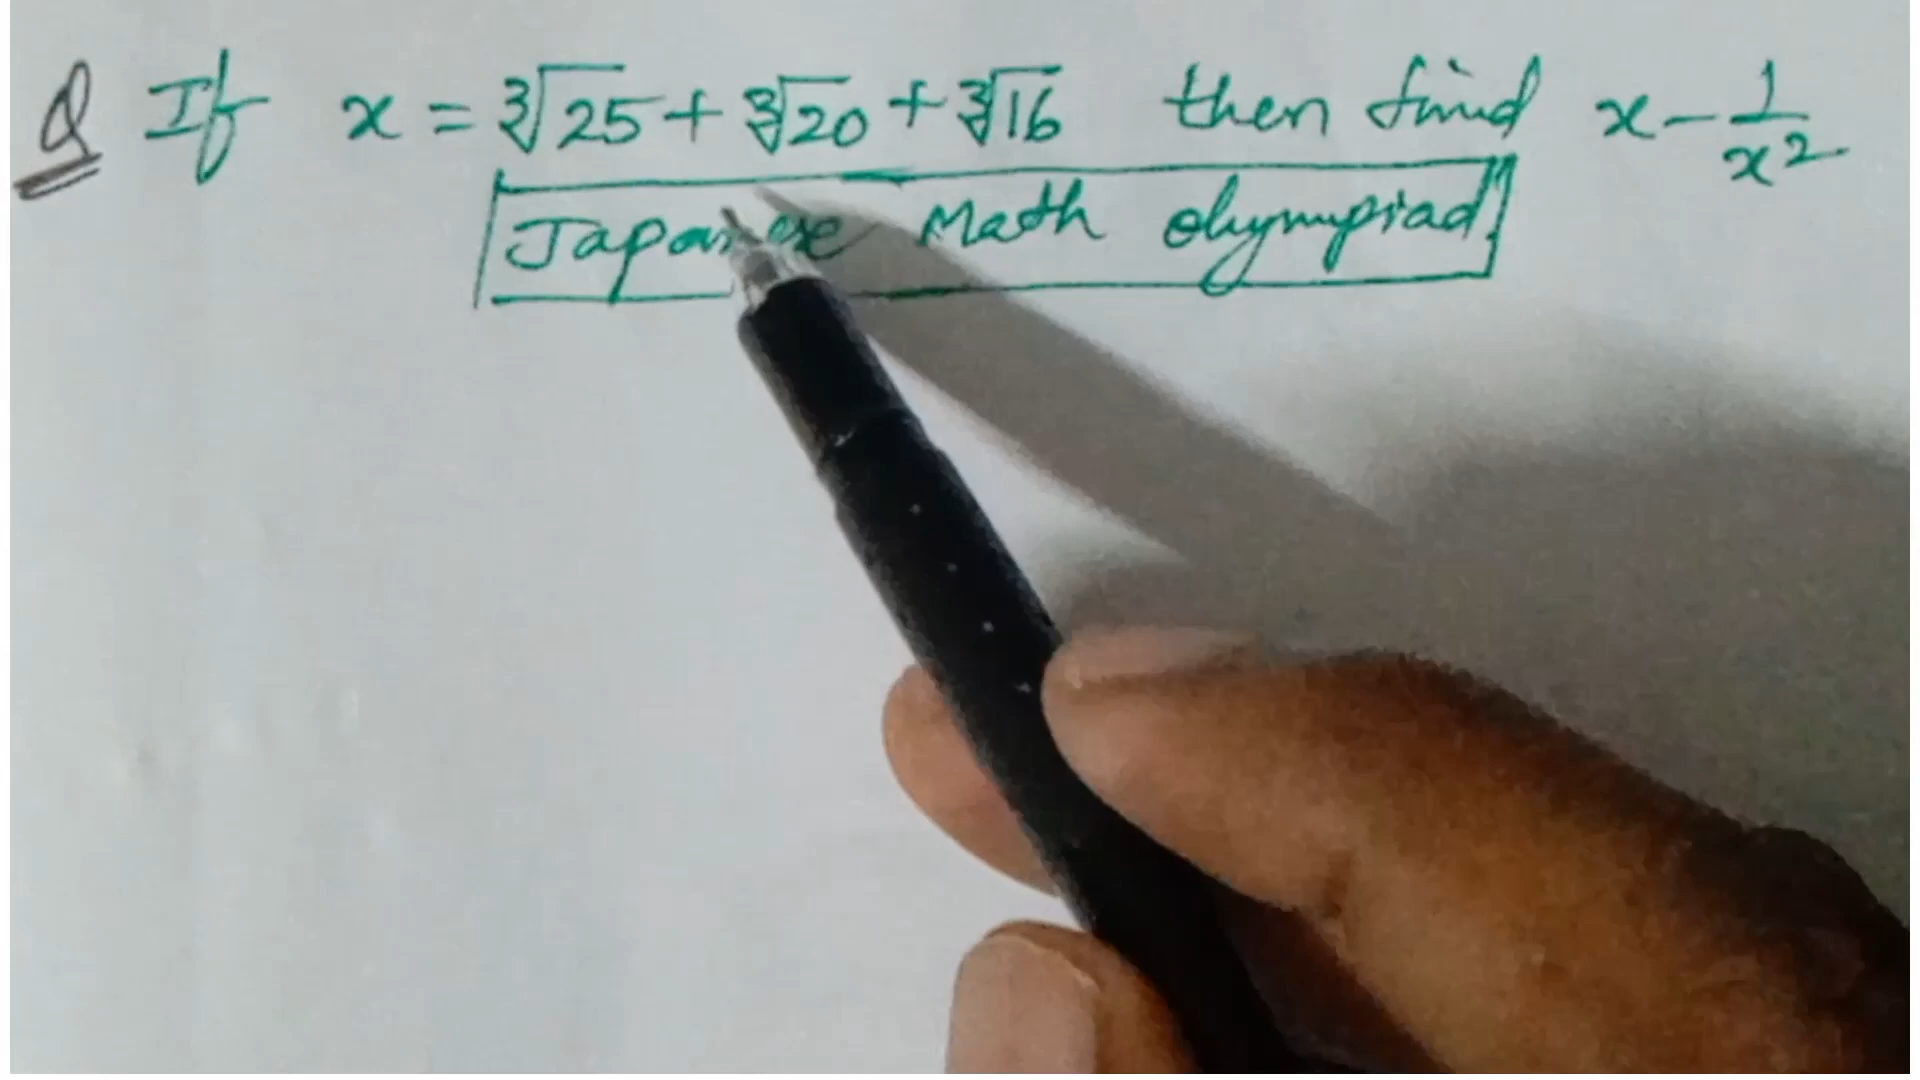 Q If x = ∛25 + ∛20 + ∛16 then find x - 1/x²
Japanese Math olympiad